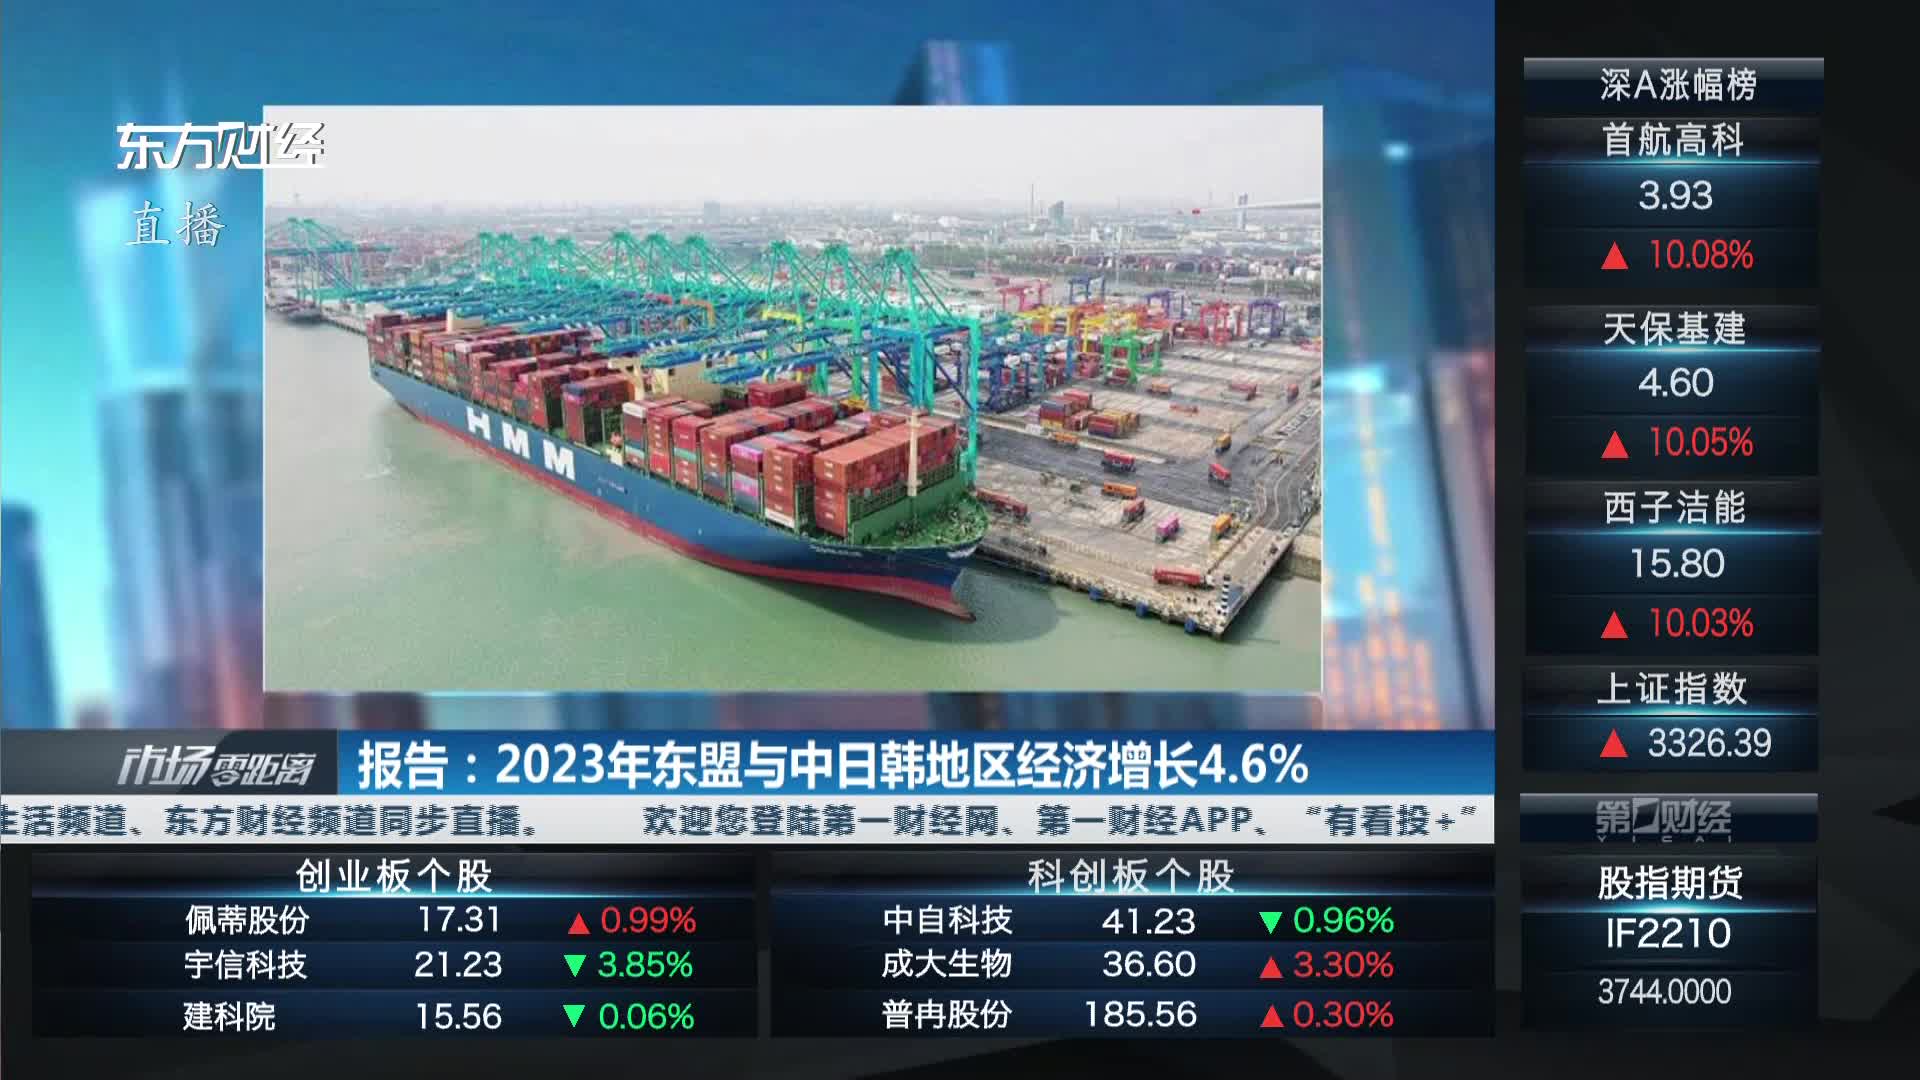 东方财经
直播
HMM
市场零距离
报告：2023年东盟与中日韩地区经济增长4.6%
生活频道、东方财经频道同步直播。 欢迎您登陆第一财经网、第一财经APP、“有看投+”
创业板个股
佩蒂股份 17.31 ▲ 0.99%
宇信科技 21.23 ▼ 3.85%
建科院 15.56 ▼ 0.06%
科创板个股
中自科技 41.23 ▼ 0.96%
成大生物 36.60 ▲ 3.30%
普冉股份 185.56 ▲ 0.30%
深A涨幅榜
首航高科
3.93
▲ 10.08%
天保基建
4.60
▲ 10.05%
西子洁能
15.80
▲ 10.03%
上证指数
▲ 3326.39
第一财经
YICAI
股指期货
IF2210
3744.0000